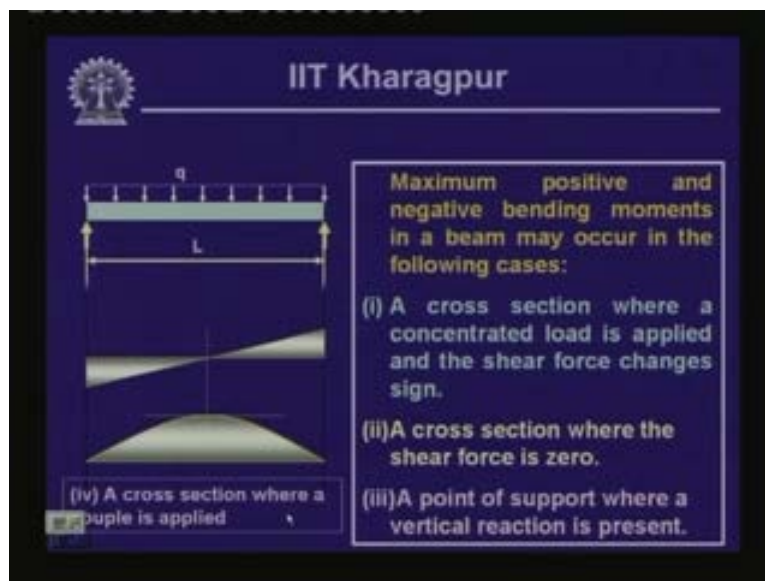 IIT Kharagpur
q
L
Maximum positive and
negative bending moments
in a beam may occur in the
following cases:
(i) A cross section where a
concentrated load is applied
and the shear force changes
sign.
(ii)A cross section where the
shear force is zero.
(iii)A point of support where a
vertical reaction is present.
(iv) A cross section where a
ouple is applied